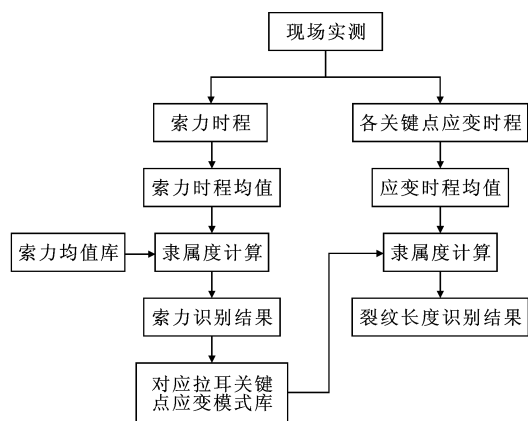 现场实测
索力时程
各关键点应变时程
索力时程均值
应变时程均值
索力均值库
隶属度计算
隶属度计算
索力识别结果
裂纹长度识别结果
对应拉耳关键
点应变模式库